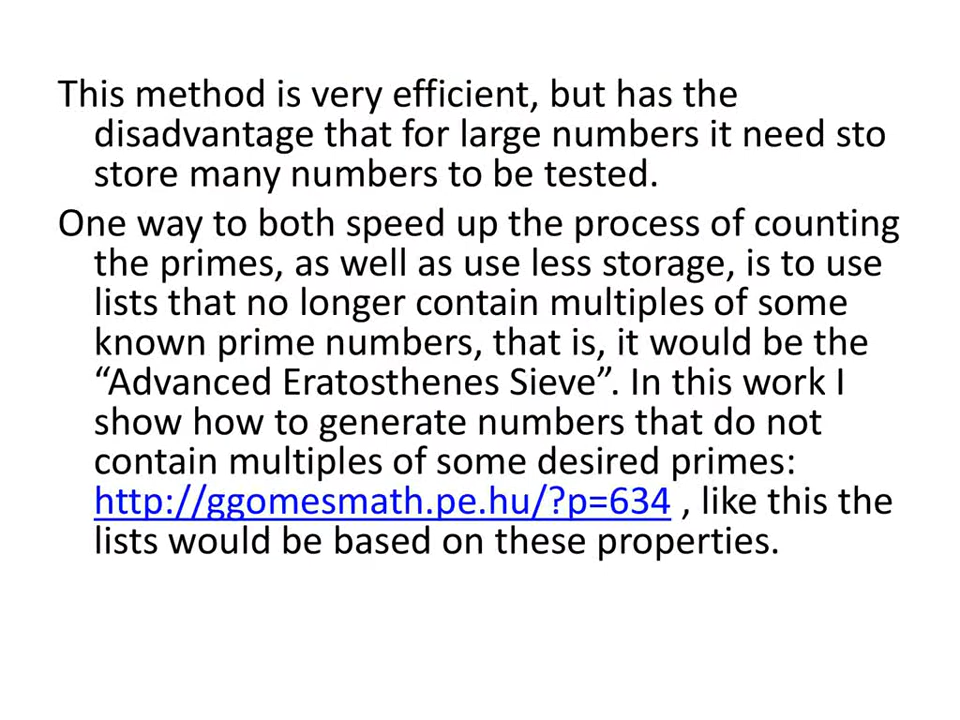 This method is very efficient, but has the
disadvantage that for large numbers it need sto
store many numbers to be tested.
One way to both speed up the process of counting
the primes, as well as use less storage, is to use
lists that no longer contain multiples of some
known prime numbers, that is, it would be the
“Advanced Eratosthenes Sieve”. In this work I
show how to generate numbers that do not
contain multiples of some desired primes:
http://ggomesmath.pe.hu/?p=634 , like this the
lists would be based on these properties.